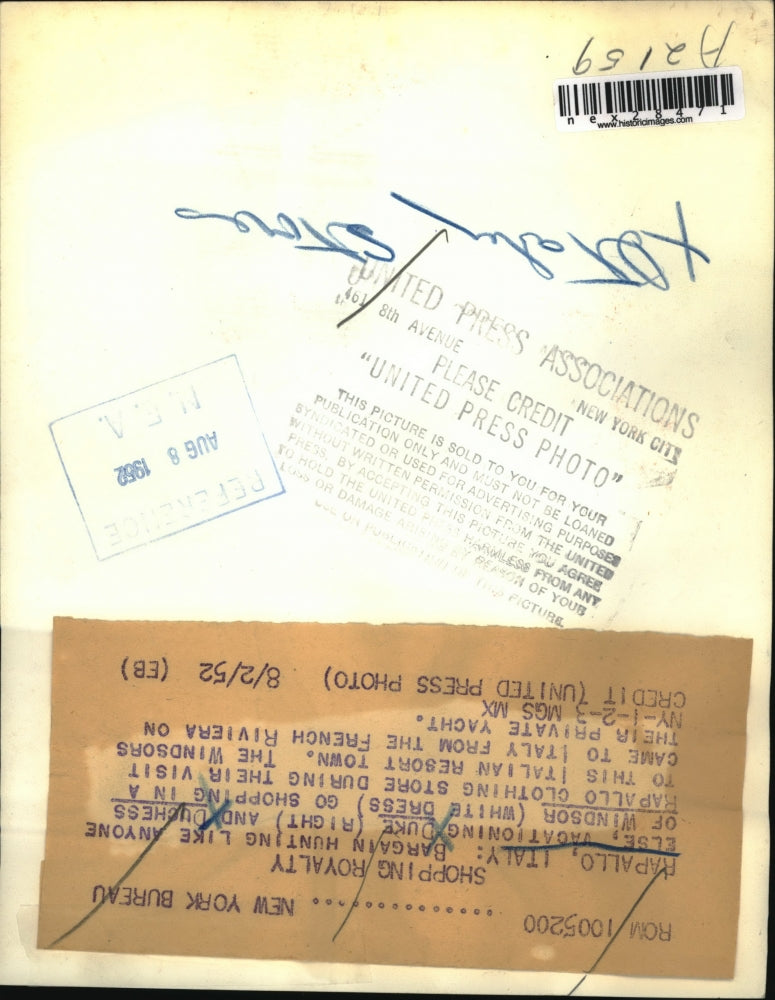 A2159
nex28471
www.historicimages.com
Italy Stores
UNITED PRESS ASSOCIATIONS
461 8th AVENUE NEW YORK CITY
PLEASE CREDIT
"UNITED PRESS PHOTO"
THIS PICTURE IS SOLD TO YOU FOR YOUR
PUBLICATION ONLY AND MUST NOT BE LOANED
SYNDICATED OR USED FOR ADVERTISING PURPOSES
WITHOUT WRITTEN PERMISSION FROM THE UNITED
PRESS, BY ACCEPTING THIS PICTURE YOU AGREE
TO HOLD THE UNITED PRESS HARMLESS FROM ANY
LOSS OR DAMAGE ARISING BY REASON OF YOUR
USE OR PUBLICATION OF THIS PICTURE.
REFERENCE
AUG 8 1952
N.E.A.
ROM 1005200 .............. NEW YORK BUREAU
SHOPPING ROYALTY
RAPALLO, ITALY: BARGAIN HUNTING LIKE ANYONE
ELSE, VACATIONING DUKE (RIGHT) AND DUCHESS
OF WINDSOR (WHITE DRESS) GO SHOPPING IN A
RAPALLO CLOTHING STORE DURING THEIR VISIT
TO THIS ITALIAN RESORT TOWN. THE WINDSORS
CAME TO ITALY FROM THE FRENCH RIVIERA ON
THEIR PRIVATE YACHT.
NY-1-2-3 MGS MX
CREDIT (UNITED PRESS PHOTO) 8/2/52 (EB)